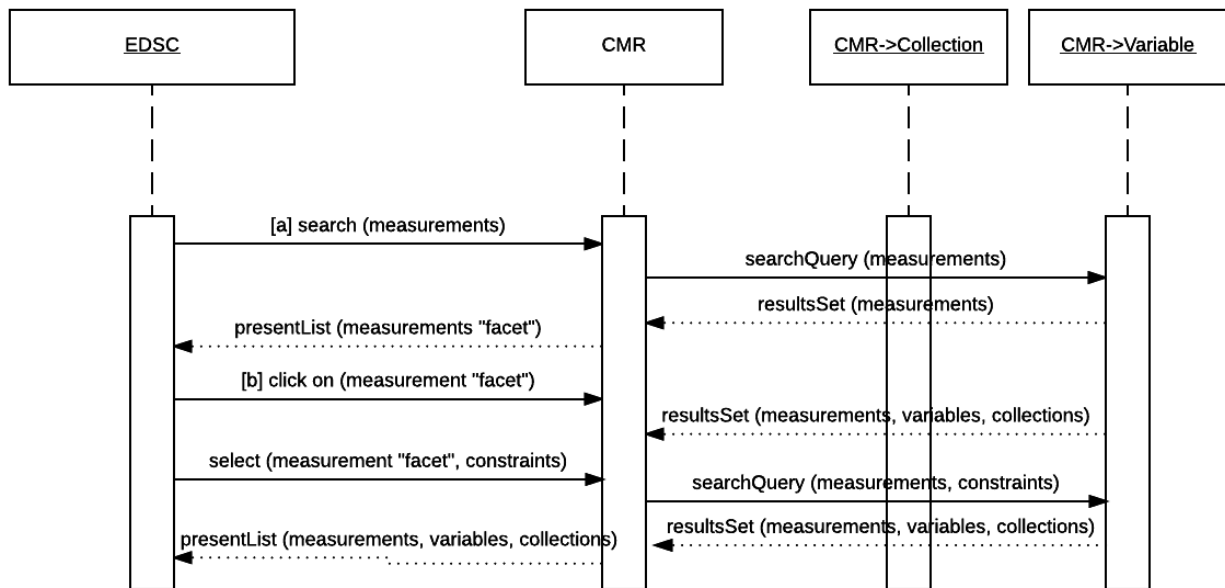 EDSC
CMR
CMR->Collection
CMR->Variable
[a] search (measurements)
searchQuery (measurements)
resultsSet (measurements)
presentList (measurements "facet")
[b] click on (measurement "facet")
resultsSet (measurements, variables, collections)
select (measurement "facet", constraints)
searchQuery (measurements, constraints)
resultsSet (measurements, variables, collections)
presentList (measurements, variables, collections)